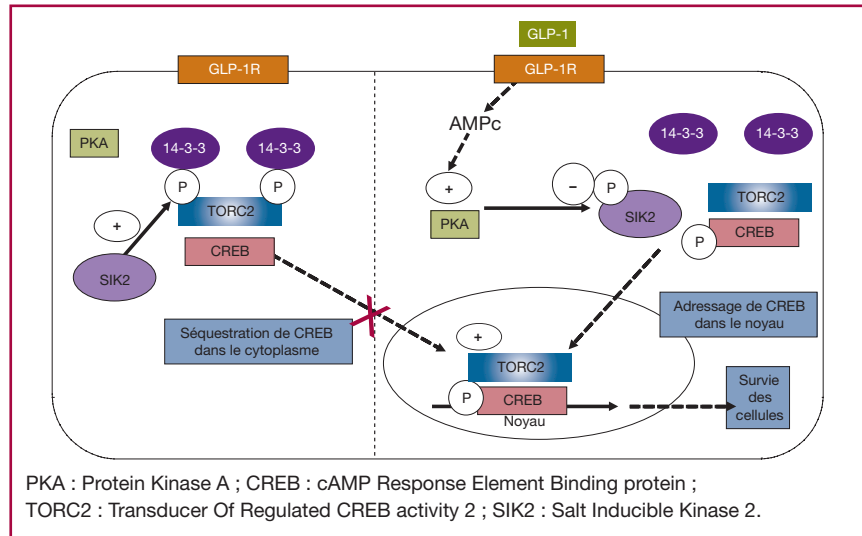 GLP-1R
PKA
14-3-3
14-3-3
P
P
TORC2
+
CREB
SIK2
Séquestration de CREB
dans le cytoplasme
GLP-1
GLP-1R
AMPc
+
PKA
–
P
SIK2
14-3-3
14-3-3
TORC2
P
CREB
Adressage de CREB
dans le noyau
+
TORC2
P
CREB
Noyau
Survie
des
cellules
PKA : Protein Kinase A ; CREB : cAMP Response Element Binding protein ;
TORC2 : Transducer Of Regulated CREB activity 2 ; SIK2 : Salt Inducible Kinase 2.